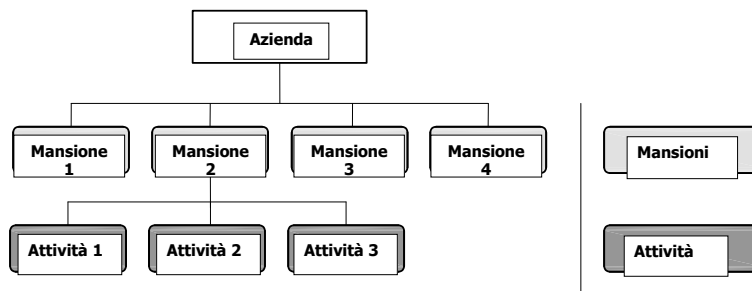 Azienda
Mansione
1
Mansione
2
Mansione
3
Mansione
4
Mansioni
Attività 1
Attività 2
Attività 3
Attività